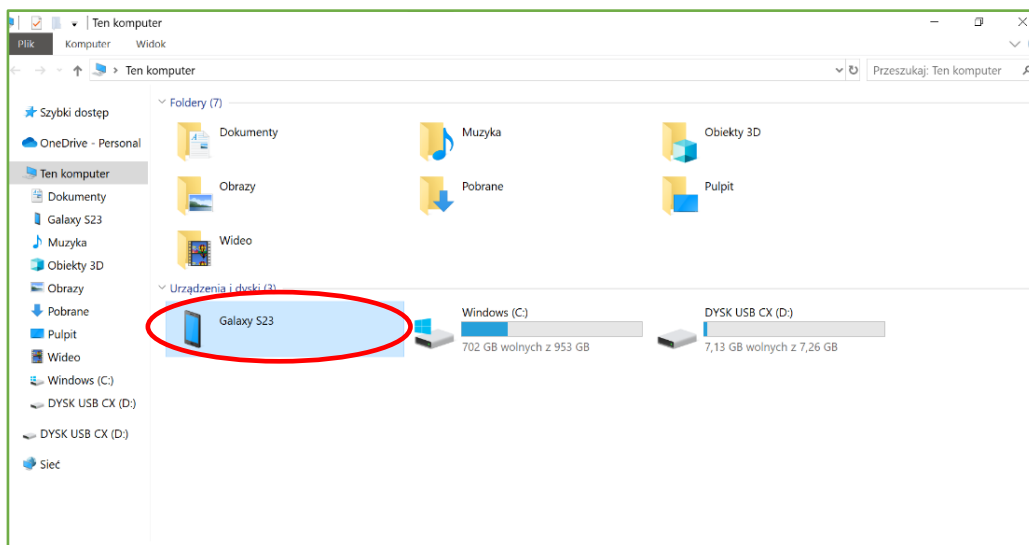 Ten komputer
Plik Komputer Widok
Ten komputer Przeszukaj: Ten komputer
Szybki dostęp
OneDrive - Personal
Ten komputer
Dokumenty
Galaxy S23
Muzyka
Obiekty 3D
Obrazy
Pobrane
Pulpit
Wideo
Windows (C:)
DYSK USB CX (D:)
DYSK USB CX (D:)
Sieć
Foldery (7)
Dokumenty Muzyka Obiekty 3D
Obrazy Pobrane Pulpit
Wideo
Urządzenia i dyski (3)
Galaxy S23 Windows (C:) DYSK USB CX (D:)
702 GB wolnych z 953 GB 7,13 GB wolnych z 7,26 GB